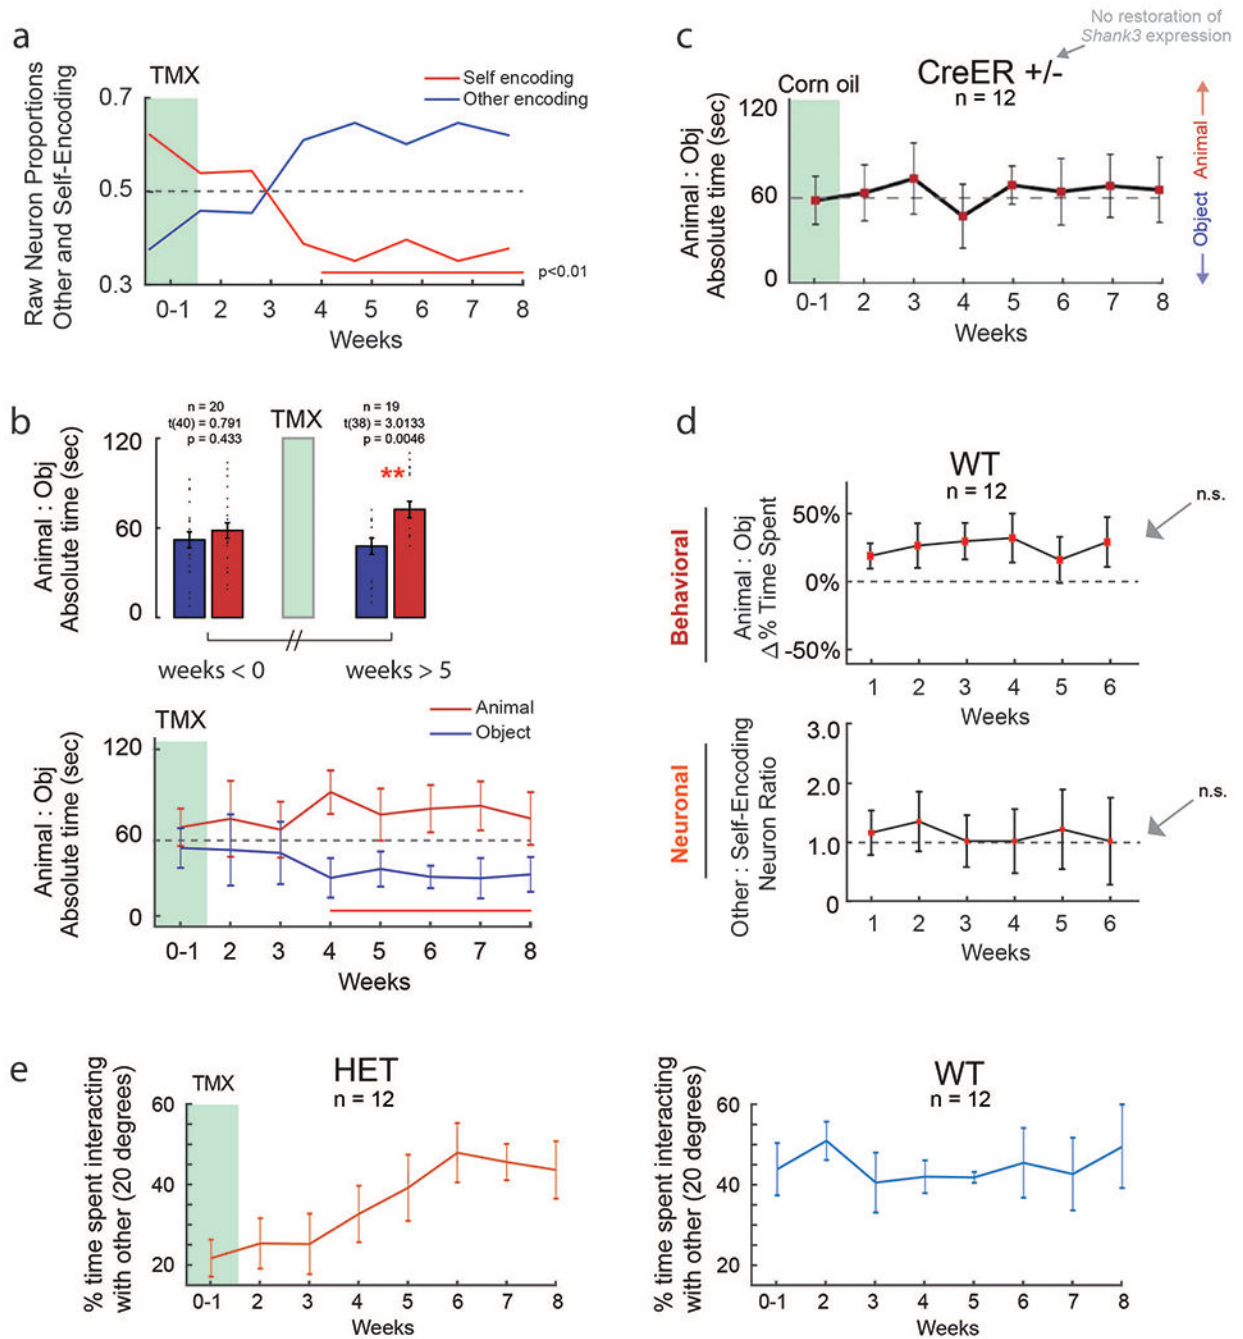 a
TMX
Self encoding
Other encoding
Raw Neuron Proportions
Other and Self-Encoding
0.7
0.5
0.3
p<0.01
0-1 2 3 4 5 6 7 8
Weeks
b
n = 20
t(40) = 0.791
p = 0.433
TMX
n = 19
t(38) = 3.0133
p = 0.0046
**
Animal : Obj
Absolute time (sec)
120
60
0
weeks < 0
weeks > 5
TMX
Animal
Object
Animal : Obj
Absolute time (sec)
120
60
0
0-1 2 3 4 5 6 7 8
Weeks
c
No restoration of
Shank3 expression
Corn oil
CreER +/-
n = 12
Animal : Obj
Absolute time (sec)
120
60
0
Object Animal
0-1 2 3 4 5 6 7 8
Weeks
d
WT
n = 12
n.s.
Behavioral
Animal : Obj
Δ % Time Spent
50%
0%
-50%
1 2 3 4 5 6
Weeks
Neuronal
Other : Self-Encoding
Neuron Ratio
3.0
2.0
1.0
0
n.s.
1 2 3 4 5 6
Weeks
e
TMX
HET
n = 12
% time spent interacting
with other (20 degrees)
60
40
20
0-1 2 3 4 5 6 7 8
Weeks
WT
n = 12
% time spent interacting
with other (20 degrees)
60
40
20
0-1 2 3 4 5 6 7 8
Weeks